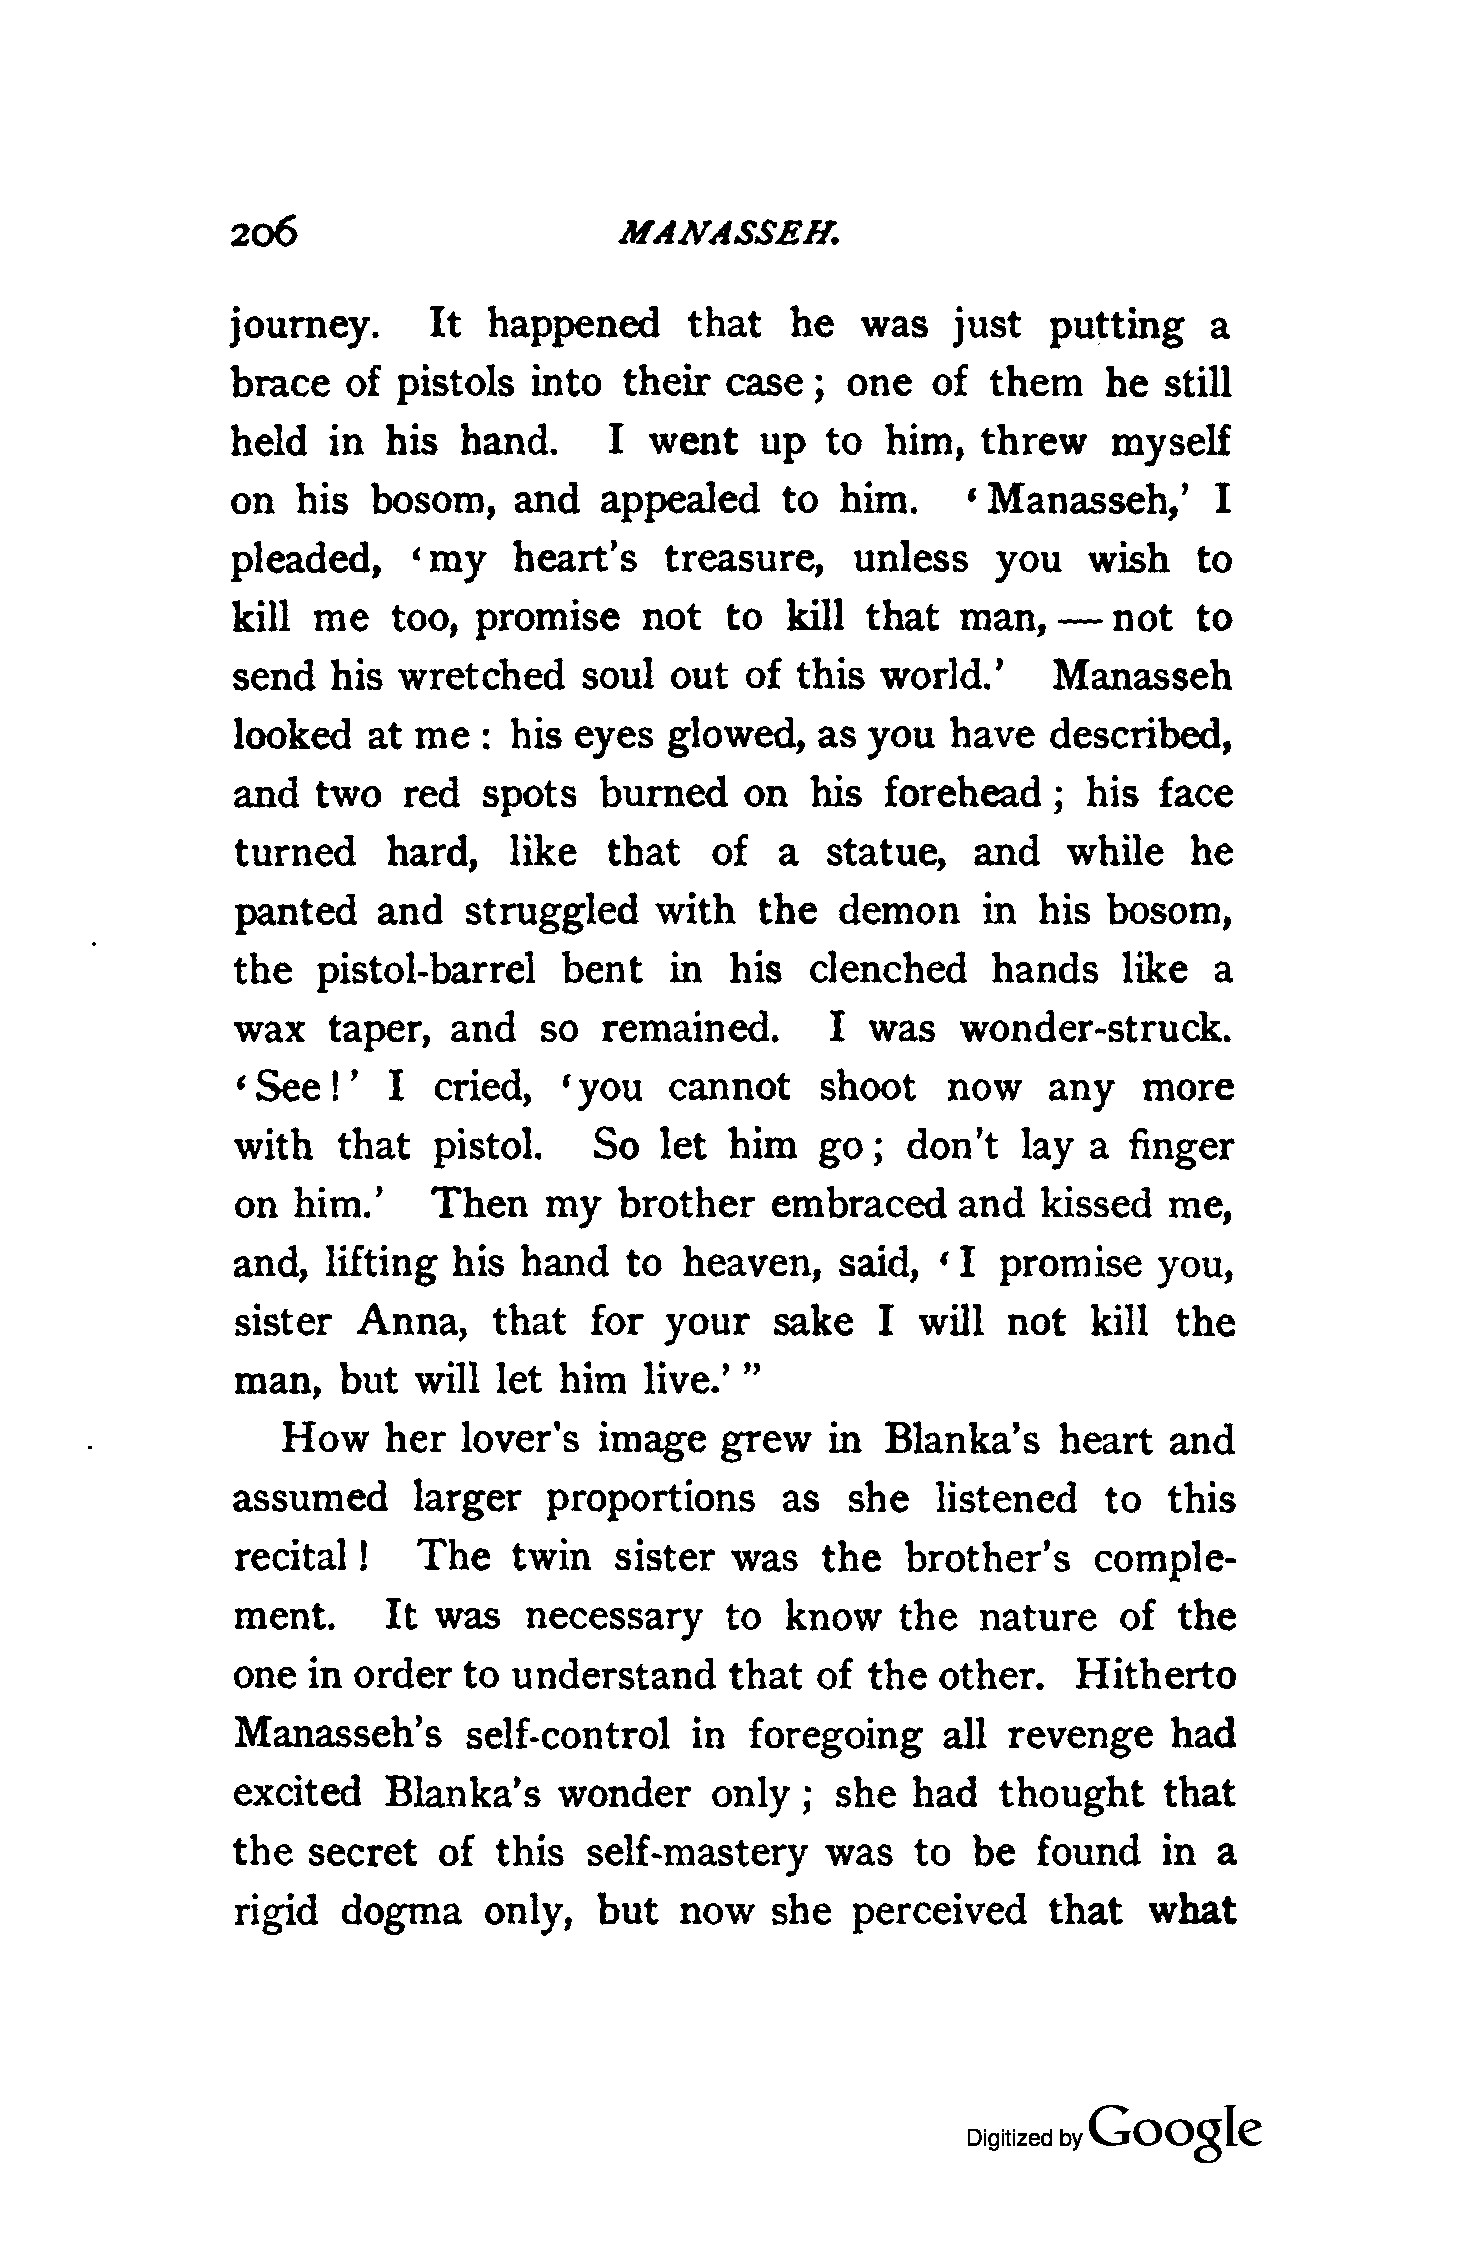 206 MANASSEH.
journey. It happened that he was just putting a
brace of pistols into their case ; one of them he still
held in his hand. I went up to him, threw myself
on his bosom, and appealed to him. ‘ Manasseh,’ I
pleaded, ‘ my heart’s treasure, unless you wish to
kill me too, promise not to kill that man, — not to
send his wretched soul out of this world.’ Manasseh
looked at me : his eyes glowed, as you have described,
and two red spots burned on his forehead ; his face
turned hard, like that of a statue, and while he
panted and struggled with the demon in his bosom,
the pistol-barrel bent in his clenched hands like a
wax taper, and so remained. I was wonder-struck.
‘ See ! ’ I cried, ‘ you cannot shoot now any more
with that pistol. So let him go ; don’t lay a finger
on him.’ Then my brother embraced and kissed me,
and, lifting his hand to heaven, said, ‘ I promise you,
sister Anna, that for your sake I will not kill the
man, but will let him live.’ ”
How her lover’s image grew in Blanka’s heart and
assumed larger proportions as she listened to this
recital ! The twin sister was the brother’s comple-
ment. It was necessary to know the nature of the
one in order to understand that of the other. Hitherto
Manasseh’s self-control in foregoing all revenge had
excited Blanka’s wonder only ; she had thought that
the secret of this self-mastery was to be found in a
rigid dogma only, but now she perceived that what
Digitized by Google